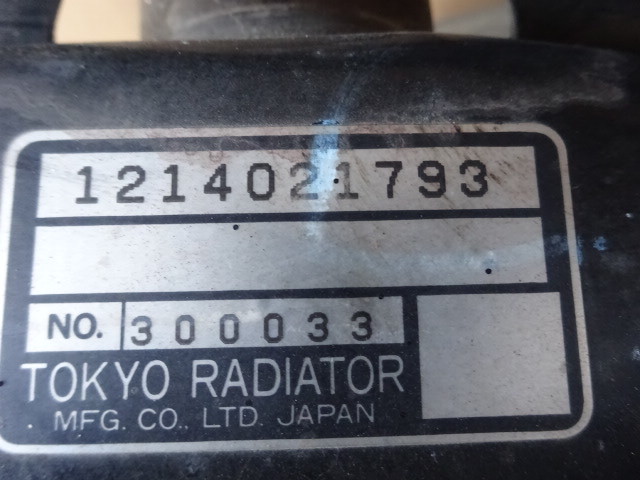 1214021793
NO. 300033
TOKYO RADIATOR
MFG. CO., LTD. JAPAN